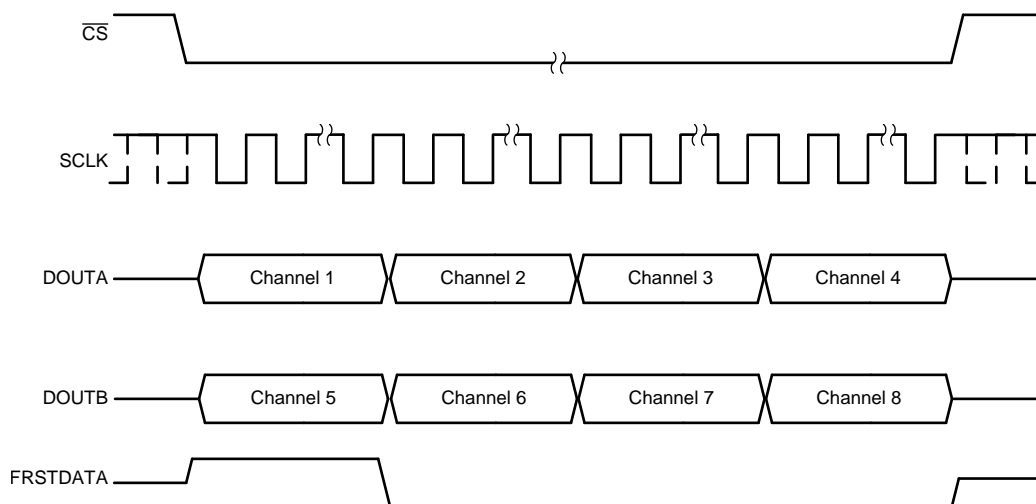 CS
SCLK
DOUTA
Channel 1 Channel 2 Channel 3 Channel 4
DOUTB
Channel 5 Channel 6 Channel 7 Channel 8
FRSTDATA